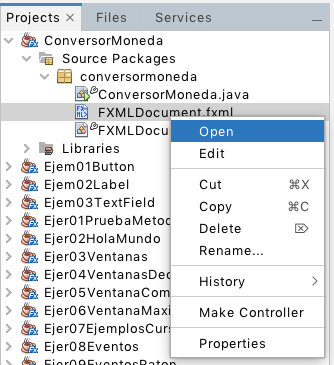 Projects × Files Services
ConversorMoneda
Source Packages
conversormoneda
ConversorMoneda.java
FXMLDocument.fxml
FXMLDocu
Libraries
Ejem01Button
Ejem02Label
Ejem03TextField
Ejer01PruebaMetod
Ejer02HolaMundo
Ejer03Ventanas
Ejer04VentanasDec
Ejer05VentanaCom
Ejer06VentanaMaxi
Ejer07EjemplosCurs
Ejer08Eventos
Ejer09EventosRaton
Open
Edit
Cut ⌘X
Copy ⌘C
Delete ⌦
Rename...
History
Make Controller
Properties